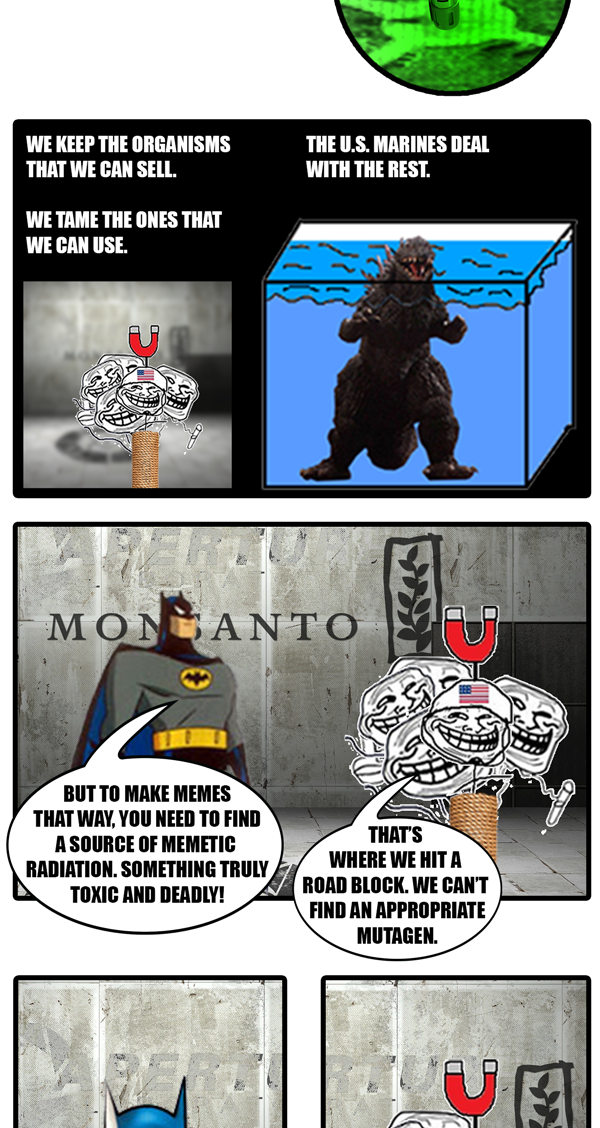 WE KEEP THE ORGANISMS
THAT WE CAN SELL.
WE TAME THE ONES THAT
WE CAN USE.
THE U.S. MARINES DEAL
WITH THE REST.
APERTURE
MONSANTO
BUT TO MAKE MEMES
THAT WAY, YOU NEED TO FIND
A SOURCE OF MEMETIC
RADIATION. SOMETHING TRULY
TOXIC AND DEADLY!
THAT'S
WHERE WE HIT A
ROAD BLOCK. WE CAN'T
FIND AN APPROPRIATE
MUTAGEN.